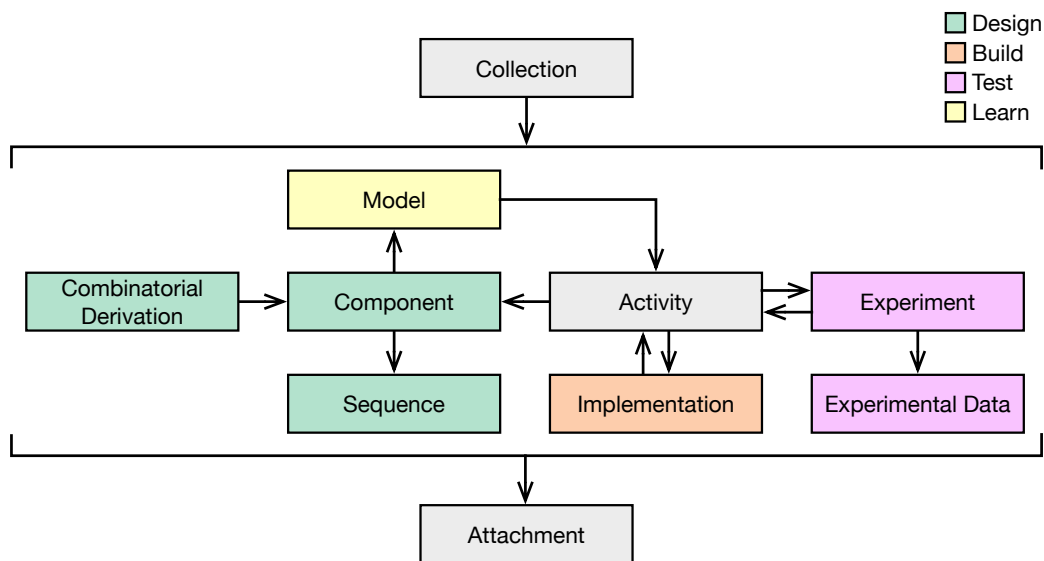 Design
Build
Test
Learn
Collection
Model
Combinatorial
Derivation
Component
Activity
Experiment
Sequence
Implementation
Experimental Data
Attachment